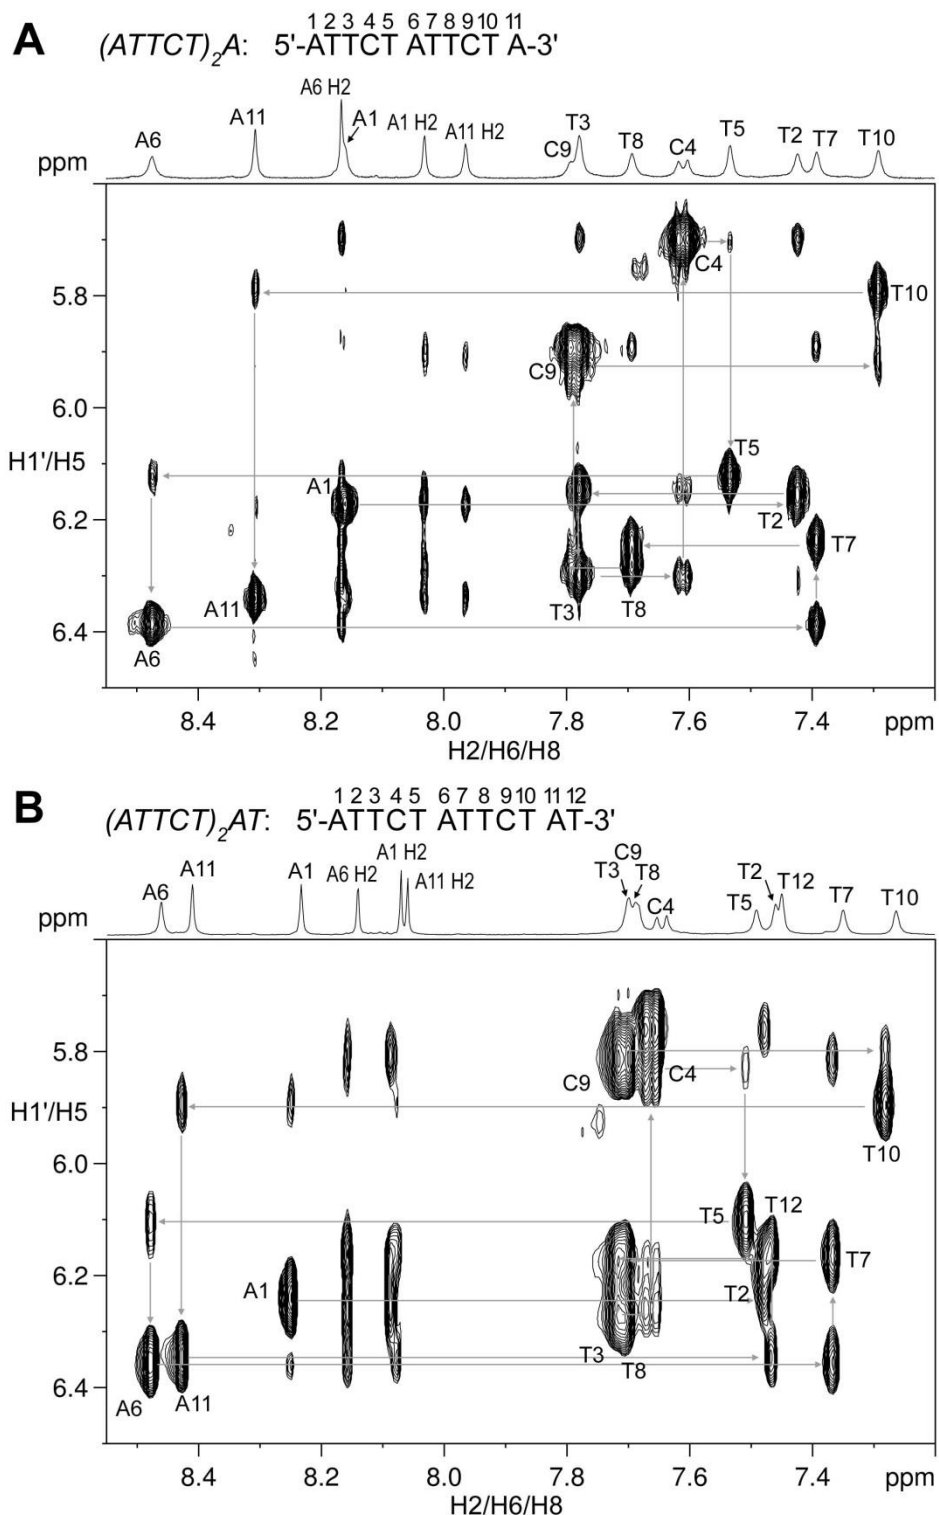 A
1 2 3 4 5 6 7 8 9 10 11
(ATTCT)2A: 5'-ATTCT ATTCT A-3'
A6 H2
A1
A11
A6
A1 H2
A11 H2
T3
C9
T8
C4
T5
T2 T7
T10
ppm
C4
5.8
T10
C9
6.0
H1'/H5
T5
A1
6.2
T2
T7
A11
T3
T8
6.4
A6
8.4 8.2 8.0 7.8 7.6 7.4 ppm
H2/H6/H8
B
1 2 3 4 5 6 7 8 9 10 11 12
(ATTCT)2AT: 5'-ATTCT ATTCT AT-3'
A1 H2
C9
A11
A6
A1
A6 H2
A11 H2
T3
T8
C4
T2
T5
T12
T7
T10
ppm
5.8
C9
C4
H1'/H5
T10
6.0
T5
T12
T7
6.2
A1
T2
T3
T8
6.4
A6
A11
8.4 8.2 8.0 7.8 7.6 7.4 ppm
H2/H6/H8